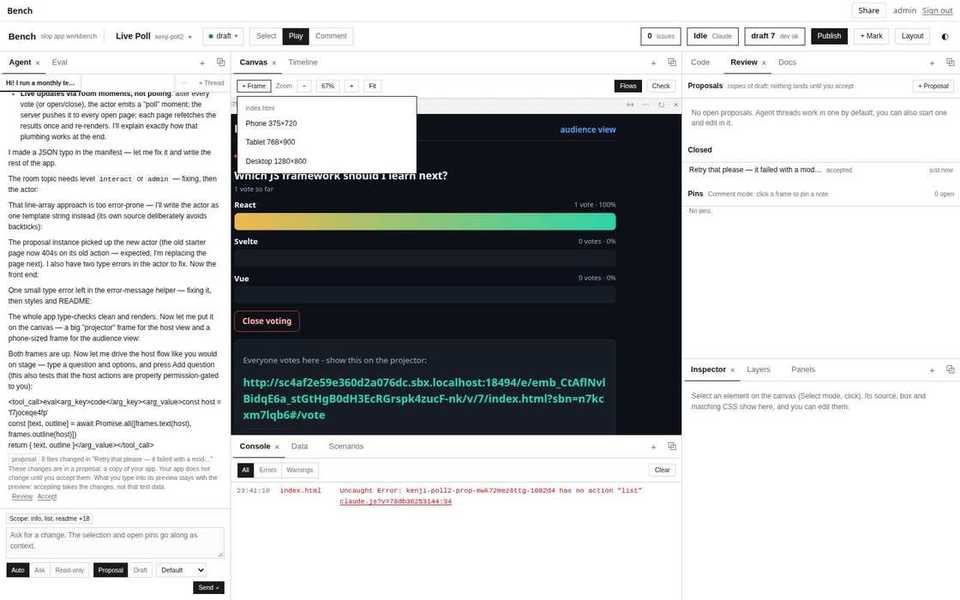 Bench
Share
admin
Sign out
Bench
slop app workbench
Live Poll
kenji-poll2
draft
Select
Play
Comment
0 issues
Idle Claude
draft 7 dev ok
Publish
+ Mark
Layout
Agent ×
Eval
Canvas ×
Timeline
Code
Review ×
Docs
Hi! I run a monthly te...
+ Thread
Live updates via room moments, not polling: after every
vote (or open/close), the actor emits a "poll" moment; the
server pushes it to every open page; each page refetches the
results once and re-renders. I'll explain exactly how that
plumbing works at the end.
I made a JSON typo in the manifest — let me fix it and write the
rest of the app.
The room topic needs level interact or admin — fixing, then
the actor:
That line-array approach is too error-prone — I'll write the actor as
one template string instead (its own source deliberately avoids
backticks):
The proposal instance picked up the new actor (the old starter
page now 404s on its old action — expected, I'm replacing the
page next). I also have two type errors in the actor to fix. Now the
front end:
One small type error left in the error-message helper — fixing it,
then styles and README:
The whole app type-checks clean and renders. Now let me put it
on the canvas — a big "projector" frame for the host view and a
phone-sized frame for the audience view:
Both frames are up. Now let me drive the host flow like you would
on stage — type a question and options, and press Add question
(this also tests that the host actions are properly permission-gated
to you):
<tool_call>eval<arg_key>code</arg_key><arg_value>const host =
'f7joceqe4fp'
const [text, outline] = await Promise.all([frames.text(host),
frames.outline(host)])
return { text, outline }</arg_value></tool_call>
proposal 8 files changed in "Retry that please — it failed with a mod..."
These changes are in a proposal: a copy of your app. Your app does not
change until you accept them. What you type into its preview stays with the
preview: accepting takes the changes, not that test data.
Review Accept
Scope: info, list, readme +18
Ask for a change. The selection and open pins go along as
context.
Auto
Ask
Read-only
Proposal
Draft
Default
Send
+ Frame
Zoom
−
67%
+
Fit
Flows
Check
index.html
Phone 375×720
Tablet 768×900
Desktop 1280×800
audience view
Which JS framework should I learn next?
1 vote so far
React
1 vote · 100%
Svelte
0 votes · 0%
Vue
0 votes · 0%
Close voting
Everyone votes here - show this on the projector:
http://sc4af2e59e360d2a076dc.sbx.localhost:18494/e/emb_CtAflNvl
BidqE6a_stGtHgB0dH3EcRGrspk4zucF-nk/v/7/index.html?sbn=n7kc
xm7lqb6#/vote
Console ×
Data
Scenarios
All
Errors
Warnings
Clear
23:41:10
index.html
Uncaught Error: kenji-poll2-prop-mwk72mez6ttg-100264 has no action "list"
claude.js?v=78db36253144:34
Proposals
copies of draft: nothing lands until you accept
+ Proposal
No open proposals. Agent threads work in one by default; you can also start
one and edit in it.
Closed
Retry that please — it failed with a mod...
accepted
just now
Pins
Comment mode: click a frame to pin a note
0 open
No pins.
Inspector ×
Layers
Panels
Select an element on the canvas (Select mode, click). Its source, box and
matching CSS show here, and you can edit them.